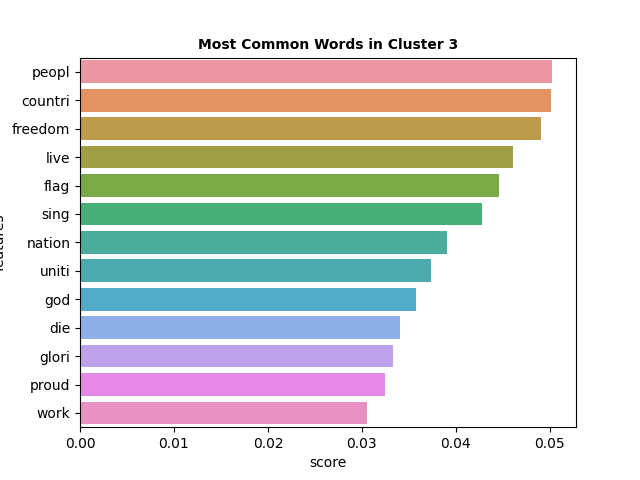 Most Common Words in Cluster 3
peopl
countri
freedom
live
flag
sing
nation
uniti
god
die
glori
proud
work
0.00 0.01 0.02 0.03 0.04 0.05
score